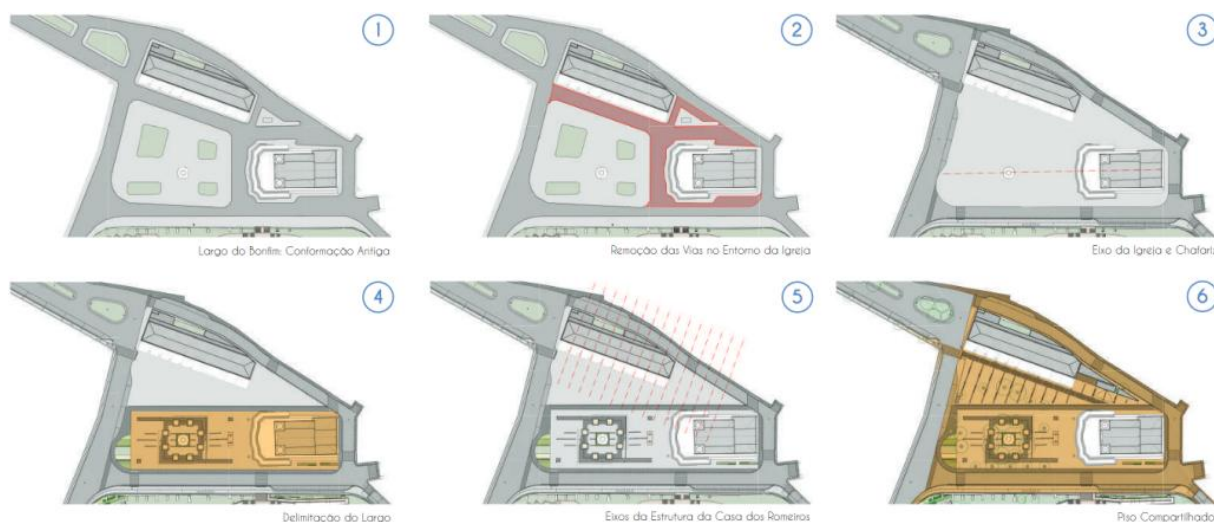 1
2
3
Largo do Bonfim: Conformação Antiga
Remoção das Vias no Entorno da Igreja
Eixo da Igreja e Chafariz
4
5
6
Delimitação do Largo
Eixos da Estrutura da Casa dos Romeiros
Piso Compartilhado